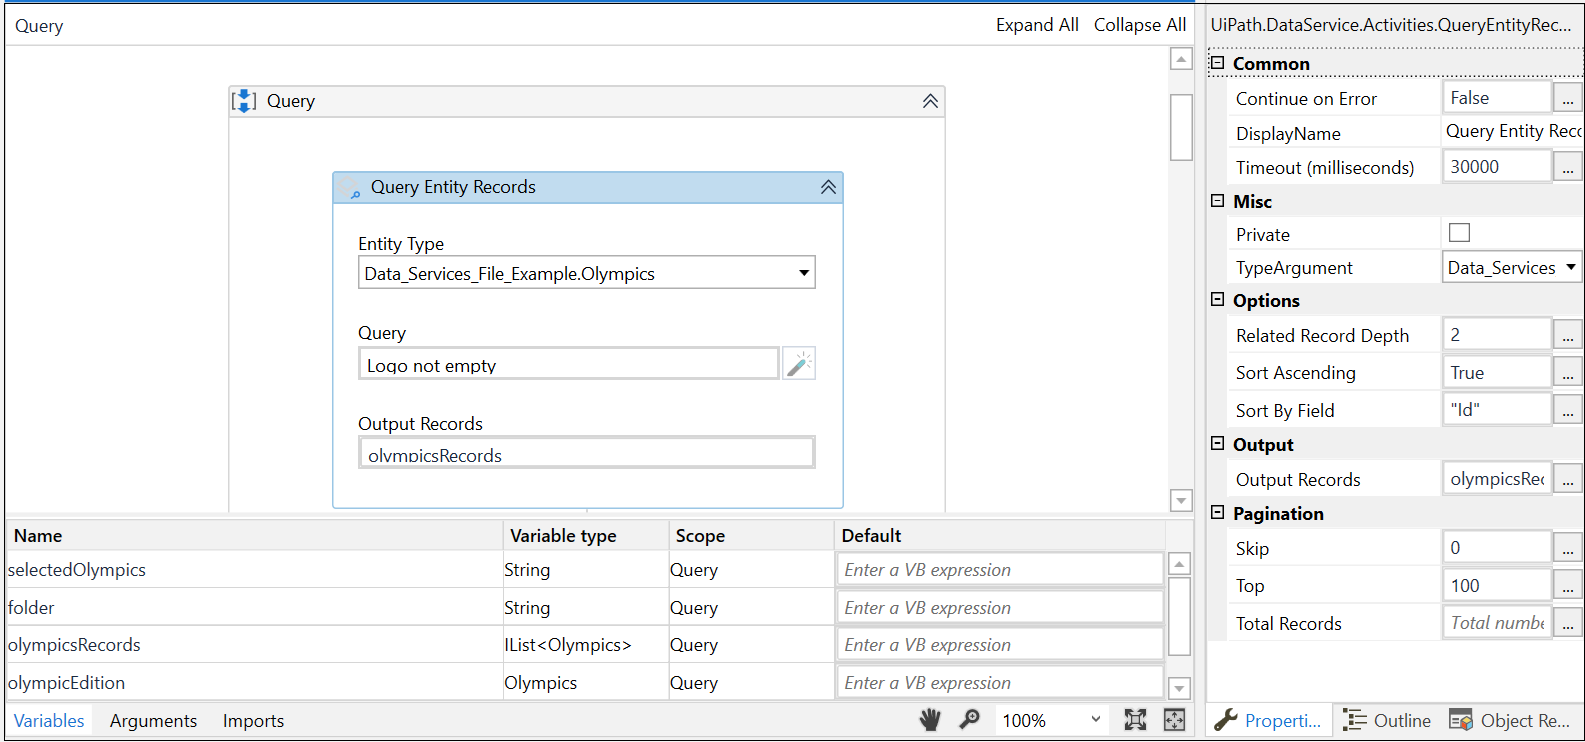 Query
Expand All Collapse All
Query
Query Entity Records
Entity Type
Data_Services_File_Example.Olympics
Query
Logo not empty
Output Records
olympicsRecords
Name Variable type Scope Default
selectedOlympics String Query Enter a VB expression
folder String Query Enter a VB expression
olympicsRecords IList<Olympics> Query Enter a VB expression
olympicEdition Olympics Query Enter a VB expression
Variables Arguments Imports 100%
UiPath.DataService.Activities.QueryEntityRec...
Common
Continue on Error False ...
DisplayName Query Entity Reco
Timeout (milliseconds) 30000 ...
Misc
Private
TypeArgument Data_Services
Options
Related Record Depth 2 ...
Sort Ascending True ...
Sort By Field "Id" ...
Output
Output Records olympicsRec ...
Pagination
Skip 0 ...
Top 100 ...
Total Records Total numbe ...
Properti... Outline Object Re...